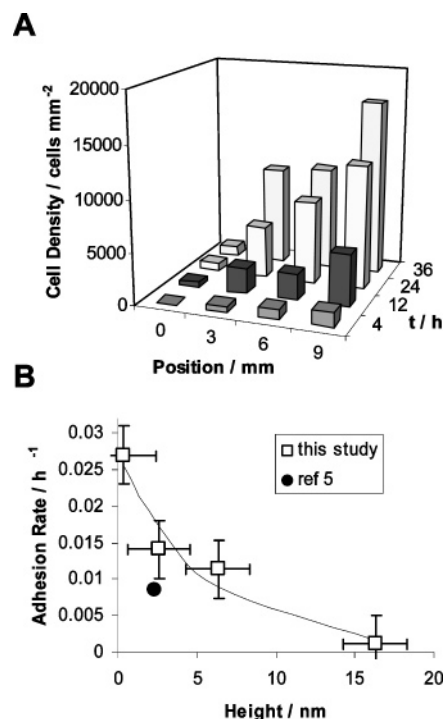 A
20000
15000
10000
5000
0
Cell Density / cells mm⁻²
0 3 6 9
Position / mm
4 12 24 36
t / h
B
0.03
0.025
0.02
0.015
0.01
0.005
0
Adhesion Rate / h ⁻¹
this study
ref 5
0 5 10 15 20
Height / nm